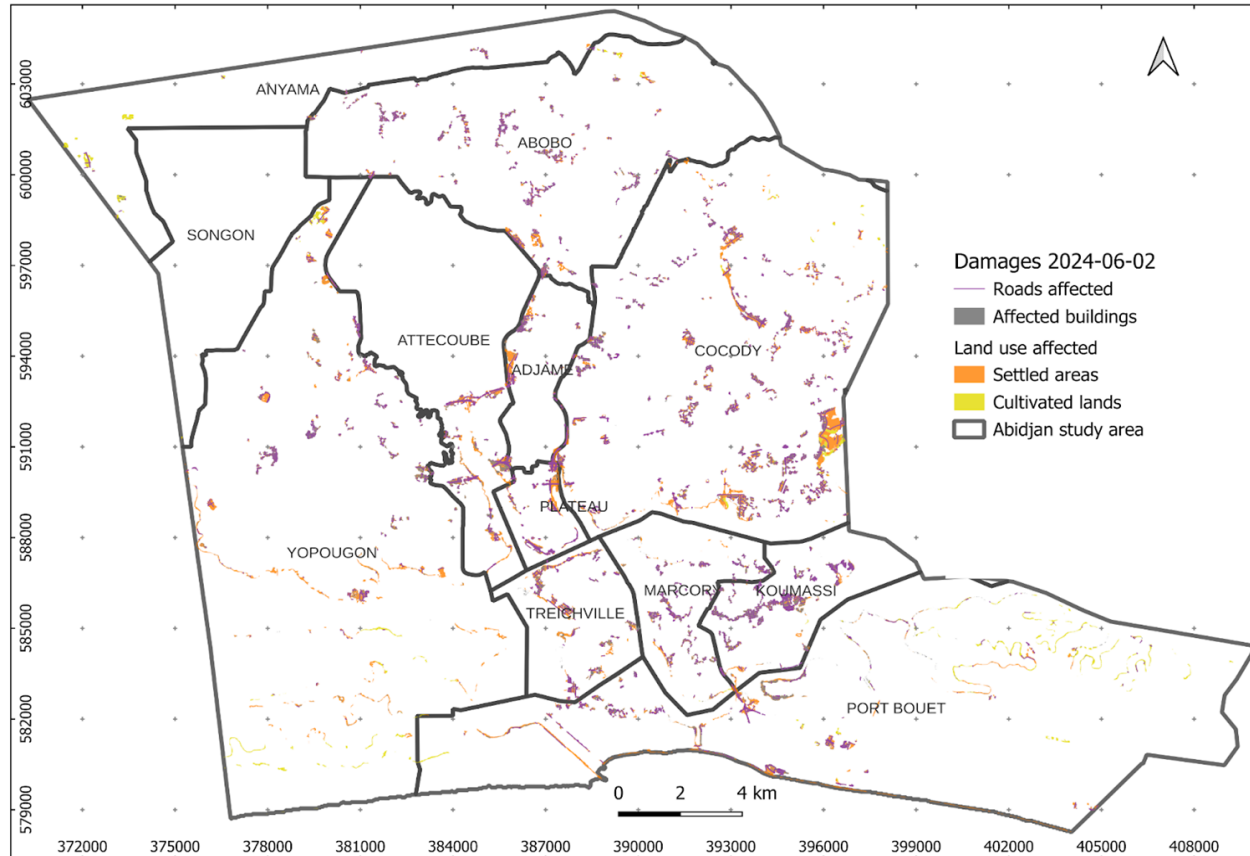 603000
600000
597000
594000
591000
588000
585000
582000
579000
ANYAMA
ABOBO
SONGON
ATTECOUBE
ADJAME
COCODY
PLATEAU
YOPOUGON
TREICHVILLE
MARCORY
KOUMASSI
PORT BOUET
Damages 2024-06-02
Roads affected
Affected buildings
Land use affected
Settled areas
Cultivated lands
Abidjan study area
0 2 4 km
372000 375000 378000 381000 384000 387000 390000 393000 396000 399000 402000 405000 408000